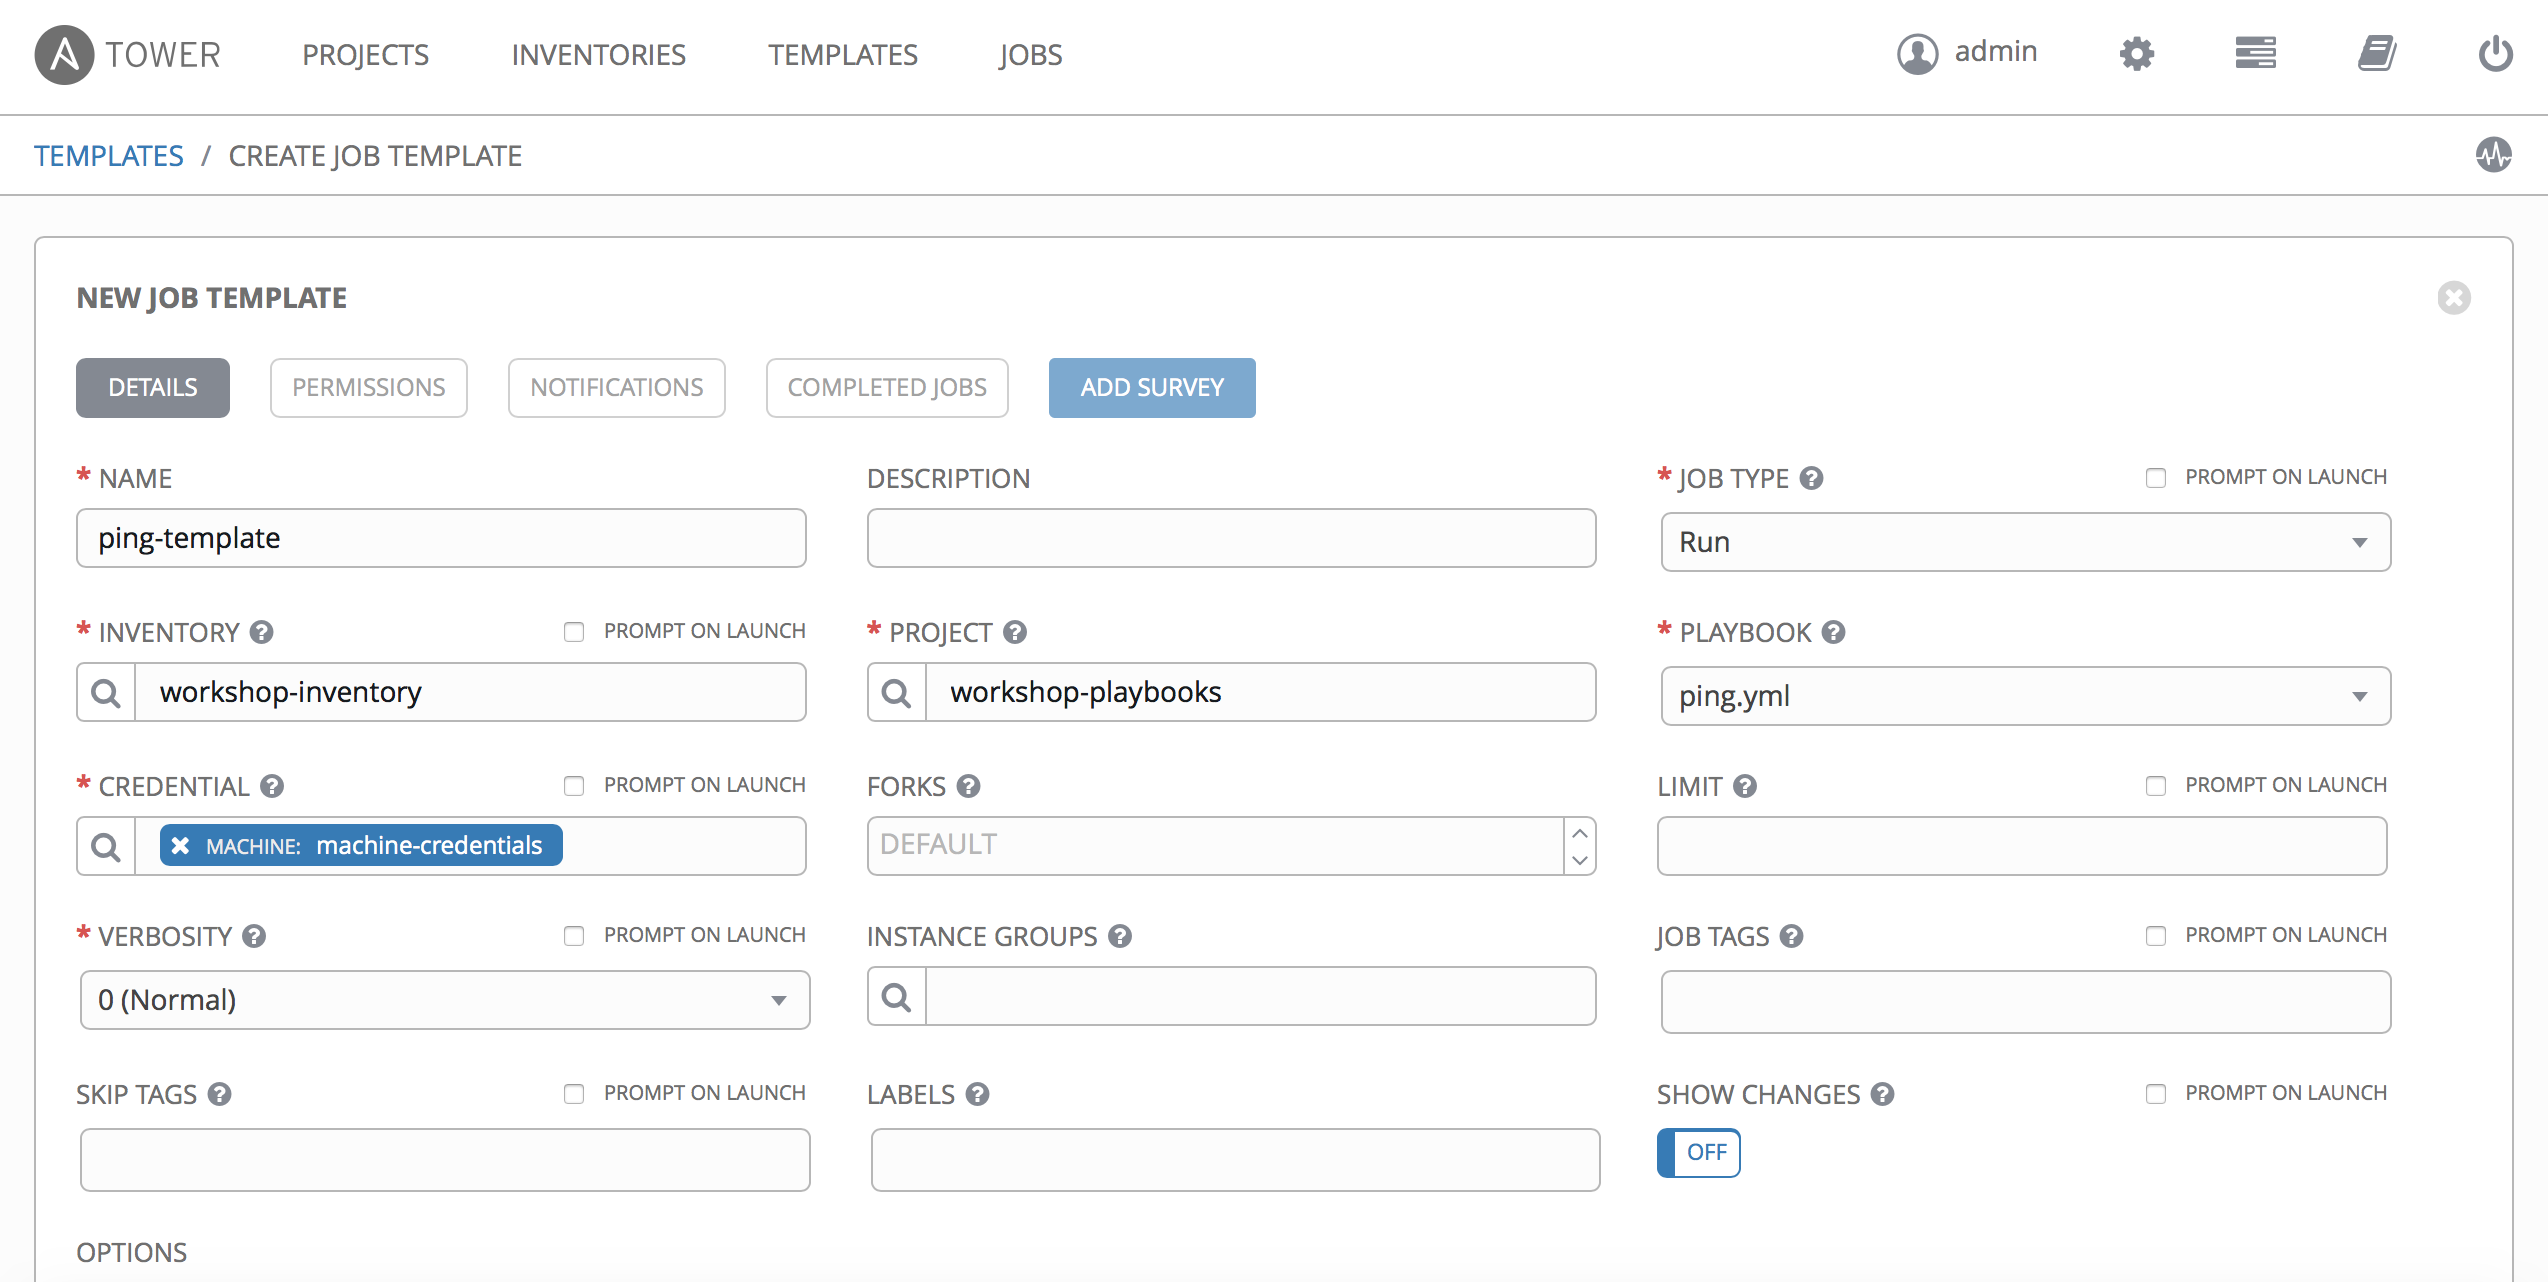 A TOWER PROJECTS INVENTORIES TEMPLATES JOBS admin
TEMPLATES / CREATE JOB TEMPLATE
NEW JOB TEMPLATE
DETAILS PERMISSIONS NOTIFICATIONS COMPLETED JOBS ADD SURVEY
* NAME DESCRIPTION * JOB TYPE ? PROMPT ON LAUNCH
ping-template Run
* INVENTORY ? PROMPT ON LAUNCH * PROJECT ? * PLAYBOOK ?
workshop-inventory workshop-playbooks ping.yml
* CREDENTIAL ? PROMPT ON LAUNCH FORKS ? LIMIT ? PROMPT ON LAUNCH
MACHINE: machine-credentials DEFAULT
* VERBOSITY ? PROMPT ON LAUNCH INSTANCE GROUPS ? JOB TAGS ? PROMPT ON LAUNCH
0 (Normal)
SKIP TAGS ? PROMPT ON LAUNCH LABELS ? SHOW CHANGES ? PROMPT ON LAUNCH
OFF
OPTIONS